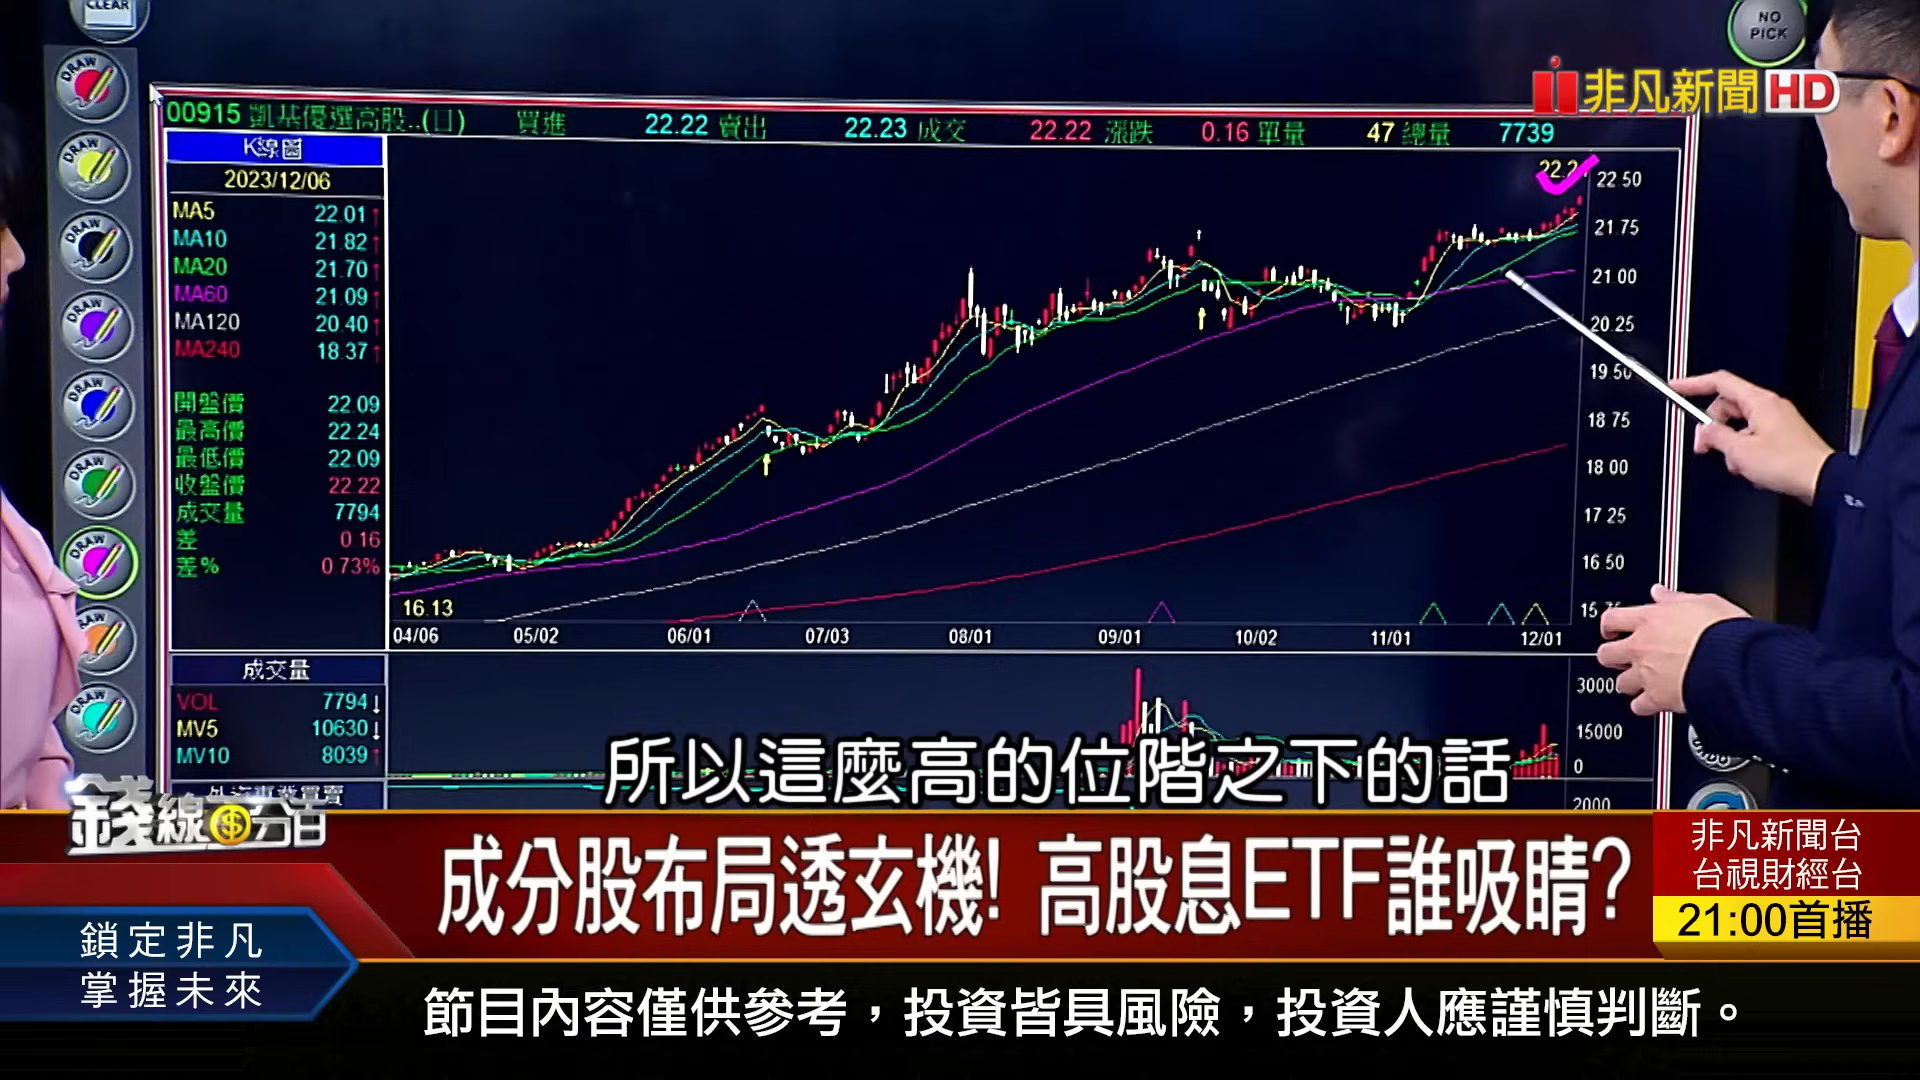 CLEAR
NO
PICK
非凡新聞HD
DRAW
DRAW
DRAW
DRAW
DRAW
DRAW
DRAW
DRAW
00915 凱基優選高股..(日) 買進 22.22 賣出 22.23 成交 22.22 漲跌 0.16 單量 47 總量 7739
K線圖
2023/12/06
MA5 22.01↑
MA10 21.82↑
MA20 21.70↑
MA60 21.09↑
MA120 20.40↑
MA240 18.37↑
開盤價 22.09
最高價 22.24
最低價 22.09
收盤價 22.22
成交量 7794
差 0.16
差% 0.73%
22.50
21.75
21.00
20.25
19.50
18.75
18.00
17.25
16.50
16.13
04/06 05/02 06/01 07/03 08/01 09/01 10/02 11/01 12/01
成交量
VOL 7794↓
MV5 10630↓
MV10 8039↑
15000
0
2000
所以這麼高的位階之下的話
錢線百分百
成分股布局透玄機! 高股息ETF誰吸睛?
非凡新聞台
台視財經台
21:00首播
鎖定非凡
掌握未來
節目內容僅供參考，投資皆具風險，投資人應謹慎判斷。